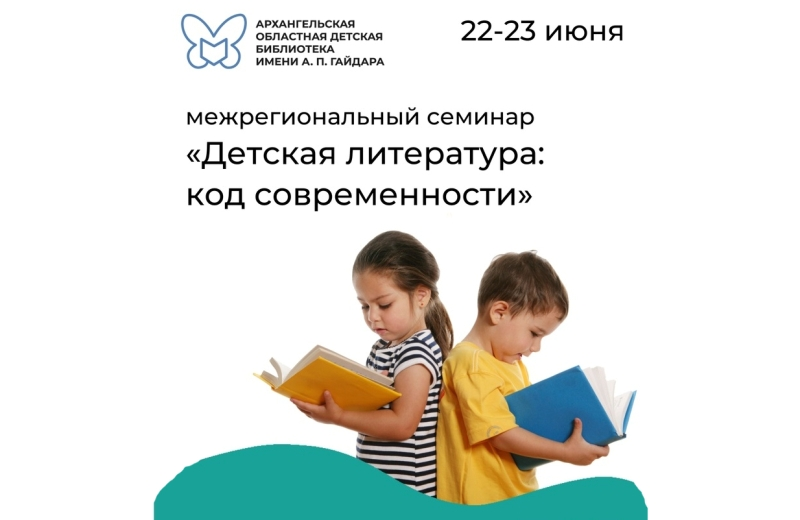 АРХАНГЕЛЬСКАЯ
ОБЛАСТНАЯ ДЕТСКАЯ
БИБЛИОТЕКА
ИМЕНИ А. П. ГАЙДАРА
22-23 июня
межрегиональный семинар
«Детская литература:
код современности»